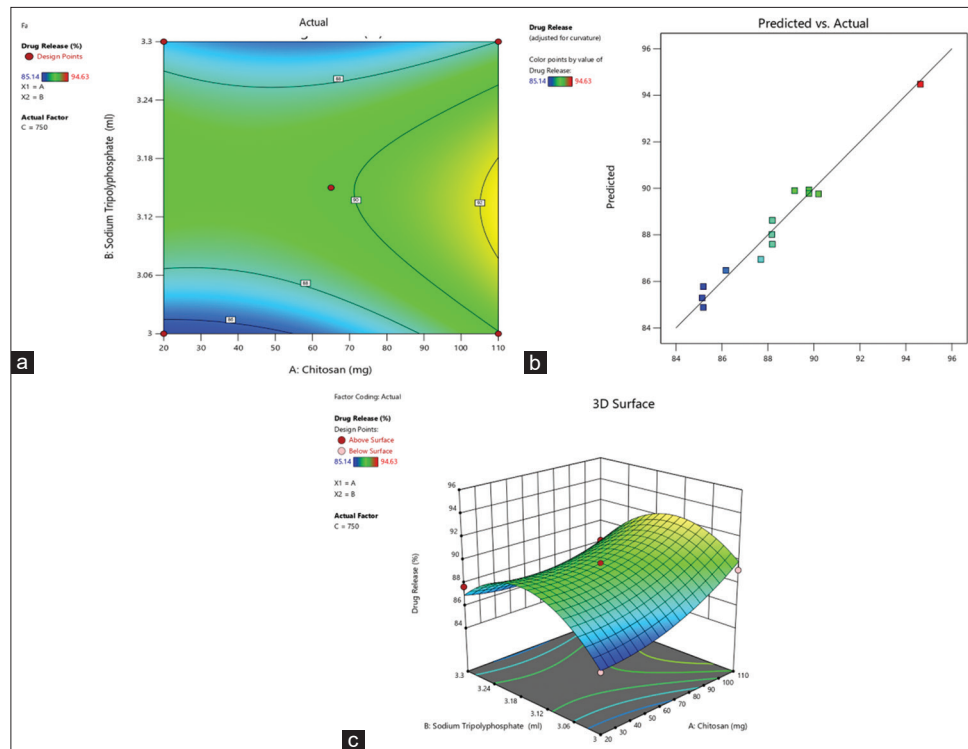 Fa
Drug Release (%)
Design Points
85.14 94.63
X1 = A
X2 = B
Actual Factor
C = 750
Actual
3.3
3.24
3.18
3.12
3.06
3
B: Sodium Tripolyphosphate (ml)
88
90
92
88
86
20 30 40 50 60 70 80 90 100 110
A: Chitosan (mg)
a
Drug Release
(adjusted for curvature)
Color points by value of
Drug Release:
85.14 94.63
Predicted vs. Actual
96
94
92
90
88
86
84
Predicted
84 86 88 90 92 94 96
b
Factor Coding: Actual
Drug Release (%)
Design Points:
Above Surface
Below Surface
85.14 94.63
X1 = A
X2 = B
Actual Factor
C = 750
3D Surface
96
94
92
90
88
86
84
Drug Release (%)
3.3
3.24
3.18
3.12
3.06
3
B: Sodium Tripolyphosphate (ml)
20 30 40 50 60 70 80 90 100 110
A: Chitosan (mg)
c